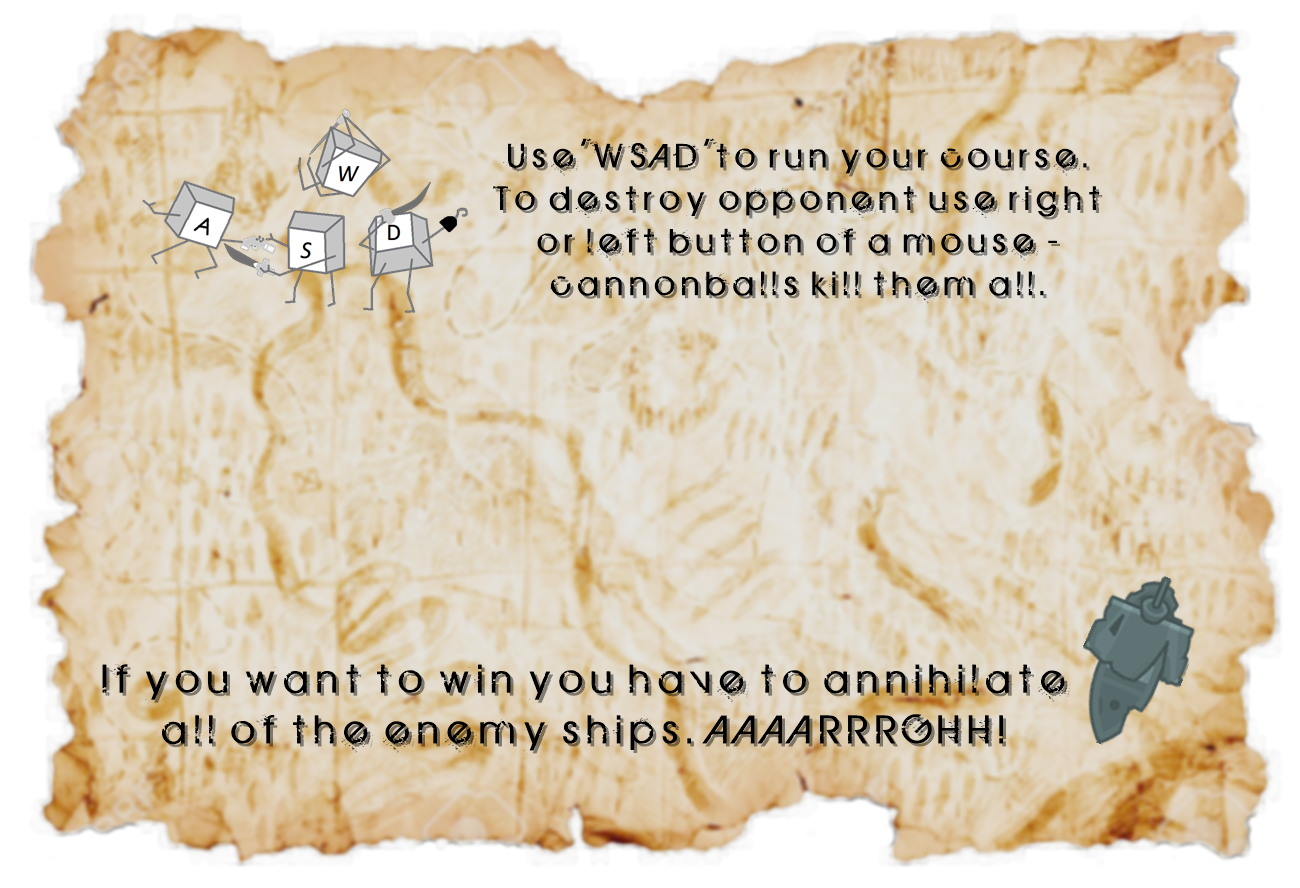 W
A
S
D
Use "WSAD" to run your course.
To destroy opponent use right
or left button of a mouse -
cannonballs kill them all.
If you want to win you have to annihilate
all of the enemy ships. AAAARRRGHH!